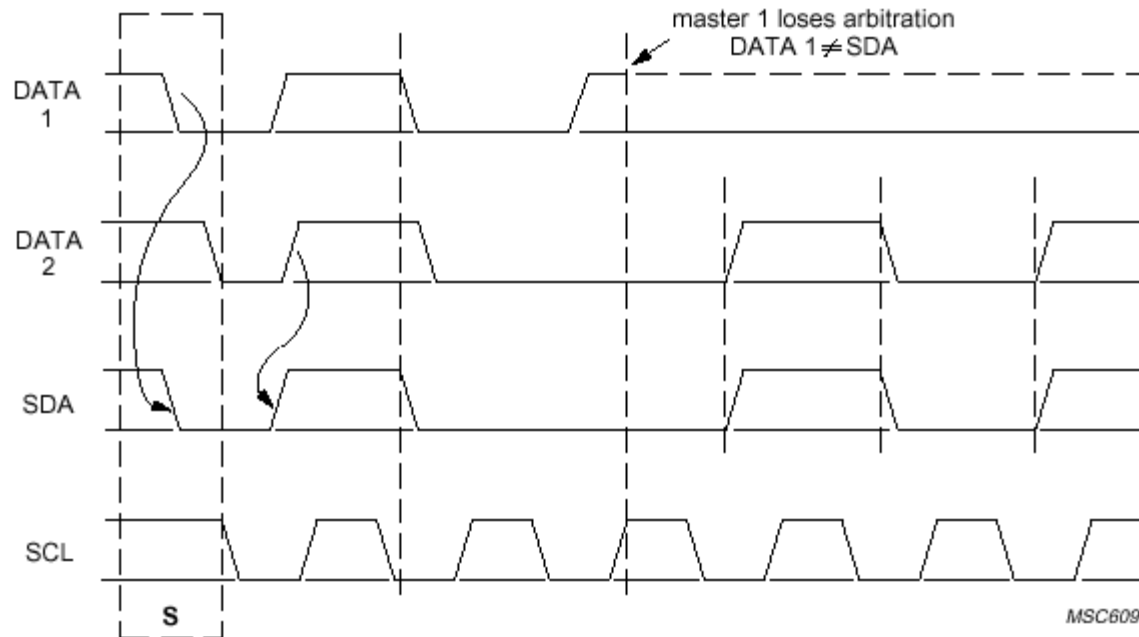 master 1 loses arbitration
DATA 1 ≠ SDA
DATA
1
DATA
2
SDA
SCL
S
MSC609